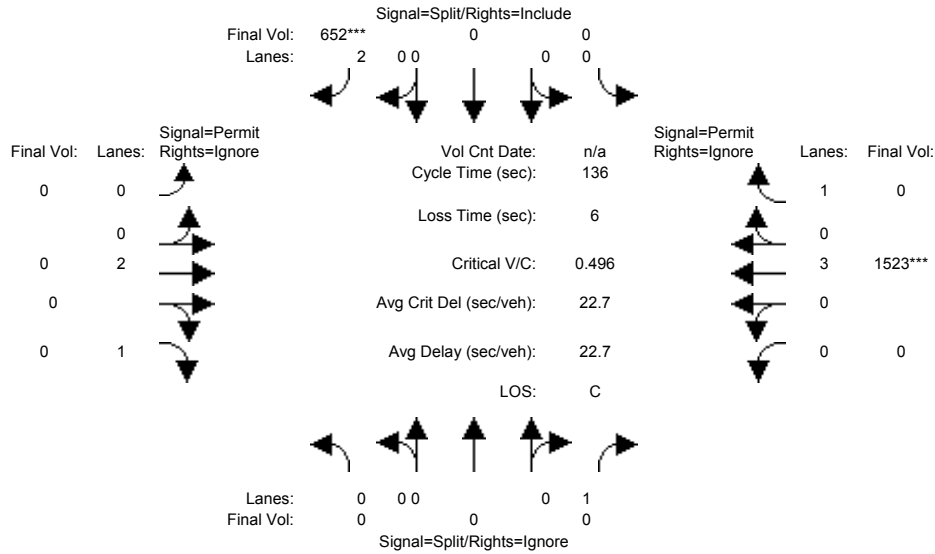 Signal=Split/Rights=Include
Final Vol: 652*** 0 0
Lanes: 2 0 0 0 0
Signal=Permit Signal=Permit
Final Vol: Lanes: Rights=Ignore Vol Cnt Date: n/a Rights=Ignore Lanes: Final Vol:
Cycle Time (sec): 136
0 0 1 0
Loss Time (sec): 6
0 0
0 2 Critical V/C: 0.496 3 1523***
0 Avg Crit Del (sec/veh): 22.7 0
0 1 Avg Delay (sec/veh): 22.7 0 0
LOS: C
Lanes: 0 0 0 0 1
Final Vol: 0 0 0
Signal=Split/Rights=Ignore